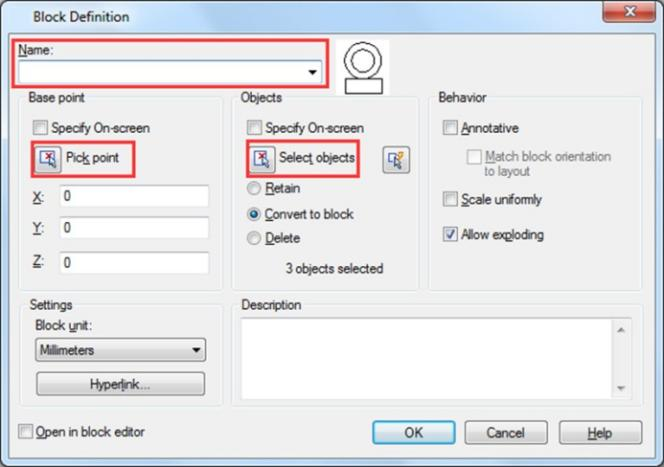 Block Definition
Name:
Base point
Specify On-screen
Pick point
X: 0
Y: 0
Z: 0
Objects
Specify On-screen
Select objects
Retain
Convert to block
Delete
3 objects selected
Behavior
Annotative
Match block orientation
to layout
Scale uniformly
Allow exploding
Settings
Block unit:
Millimeters
Hyperlink...
Description
Open in block editor
OK
Cancel
Help